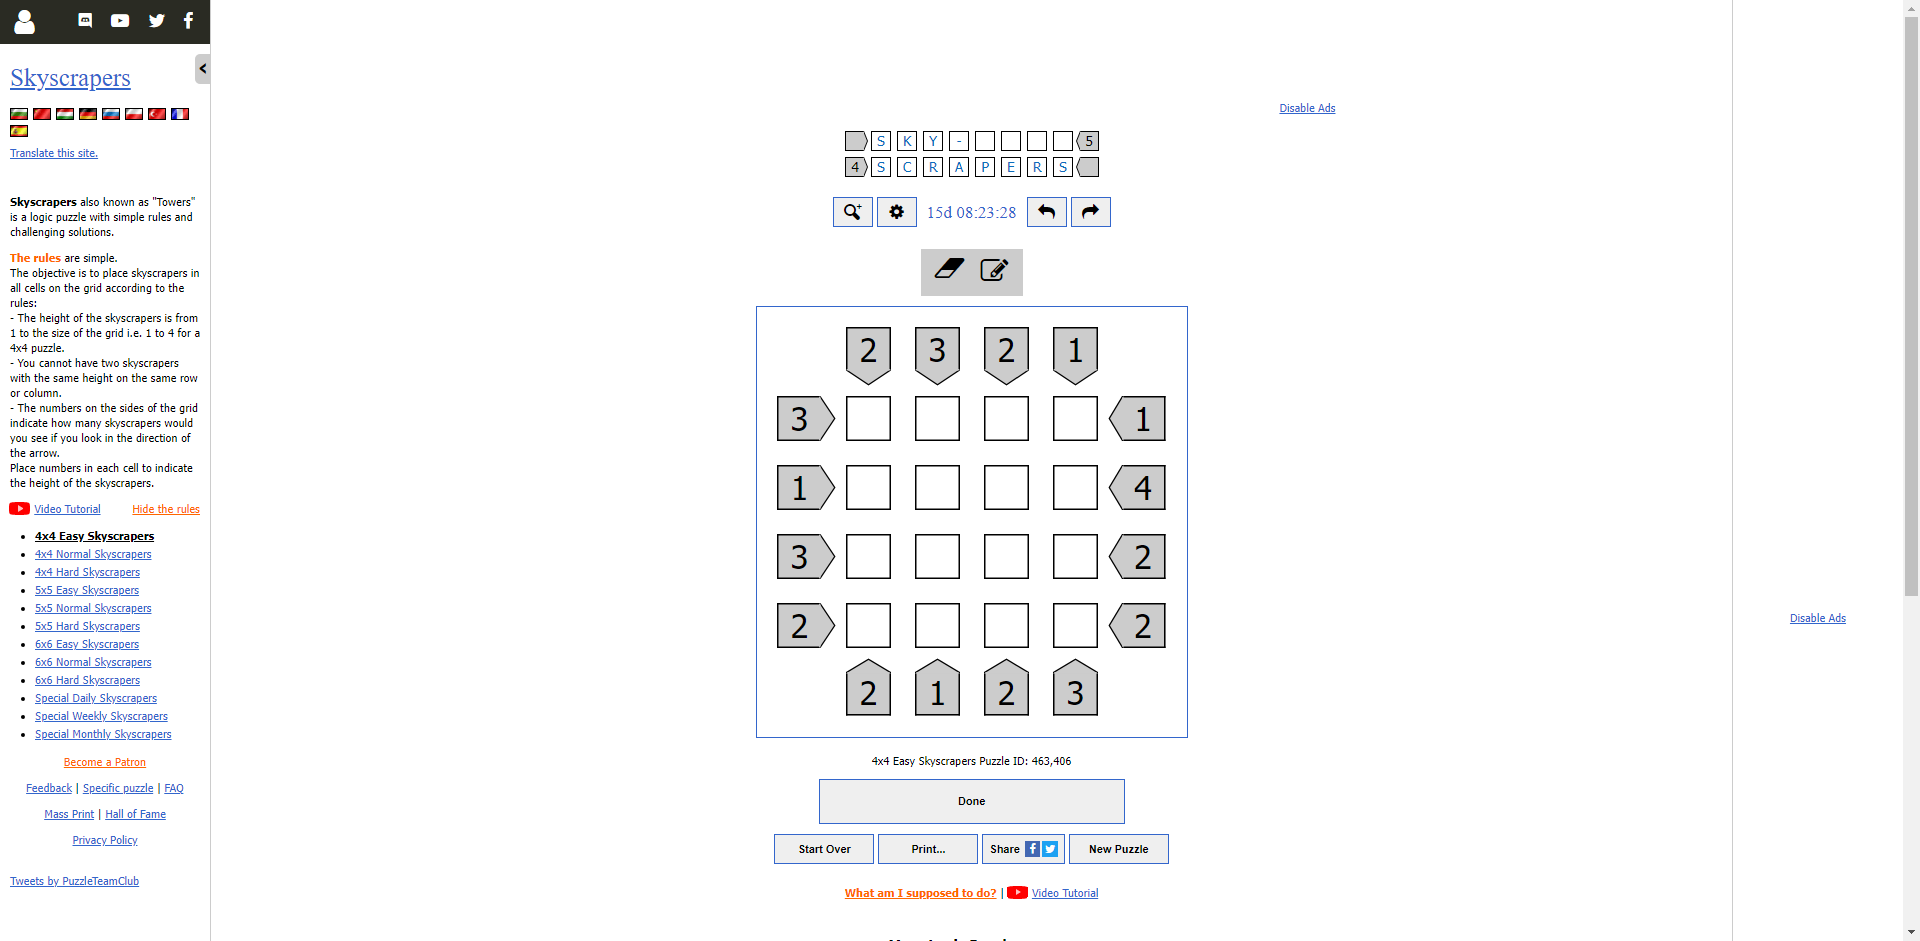 Skyscrapers
Translate this site.
Skyscrapers also known as "Towers"
is a logic puzzle with simple rules and
challenging solutions.
The rules are simple.
The objective is to place skyscrapers in
all cells on the grid according to the
rules:
- The height of the skyscrapers is from
1 to the size of the grid i.e. 1 to 4 for a
4x4 puzzle.
- You cannot have two skyscrapers
with the same height on the same row
or column.
- The numbers on the sides of the grid
indicate how many skyscrapers would
you see if you look in the direction of
the arrow.
Place numbers in each cell to indicate
the height of the skyscrapers.
Video Tutorial Hide the rules
4x4 Easy Skyscrapers
4x4 Normal Skyscrapers
4x4 Hard Skyscrapers
5x5 Easy Skyscrapers
5x5 Normal Skyscrapers
5x5 Hard Skyscrapers
6x6 Easy Skyscrapers
6x6 Normal Skyscrapers
6x6 Hard Skyscrapers
Special Daily Skyscrapers
Special Weekly Skyscrapers
Special Monthly Skyscrapers
Become a Patron
Feedback | Specific puzzle | FAQ
Mass Print | Hall of Fame
Privacy Policy
Tweets by PuzzleTeamClub
Disable Ads
S K Y - 5
4 S C R A P E R S
15d 08:23:28
2 3 2 1
3 1
1 4
3 2
2 2
2 1 2 3
4x4 Easy Skyscrapers Puzzle ID: 463,406
Done
Start Over Print... Share New Puzzle
What am I supposed to do? | Video Tutorial
Disable Ads